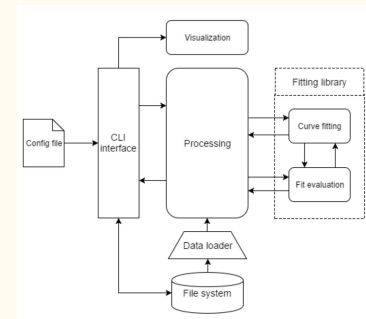 Visualization
Fitting library
Config file
CLI
interface
Processing
Curve fitting
Fit evaluation
Data loader
File system